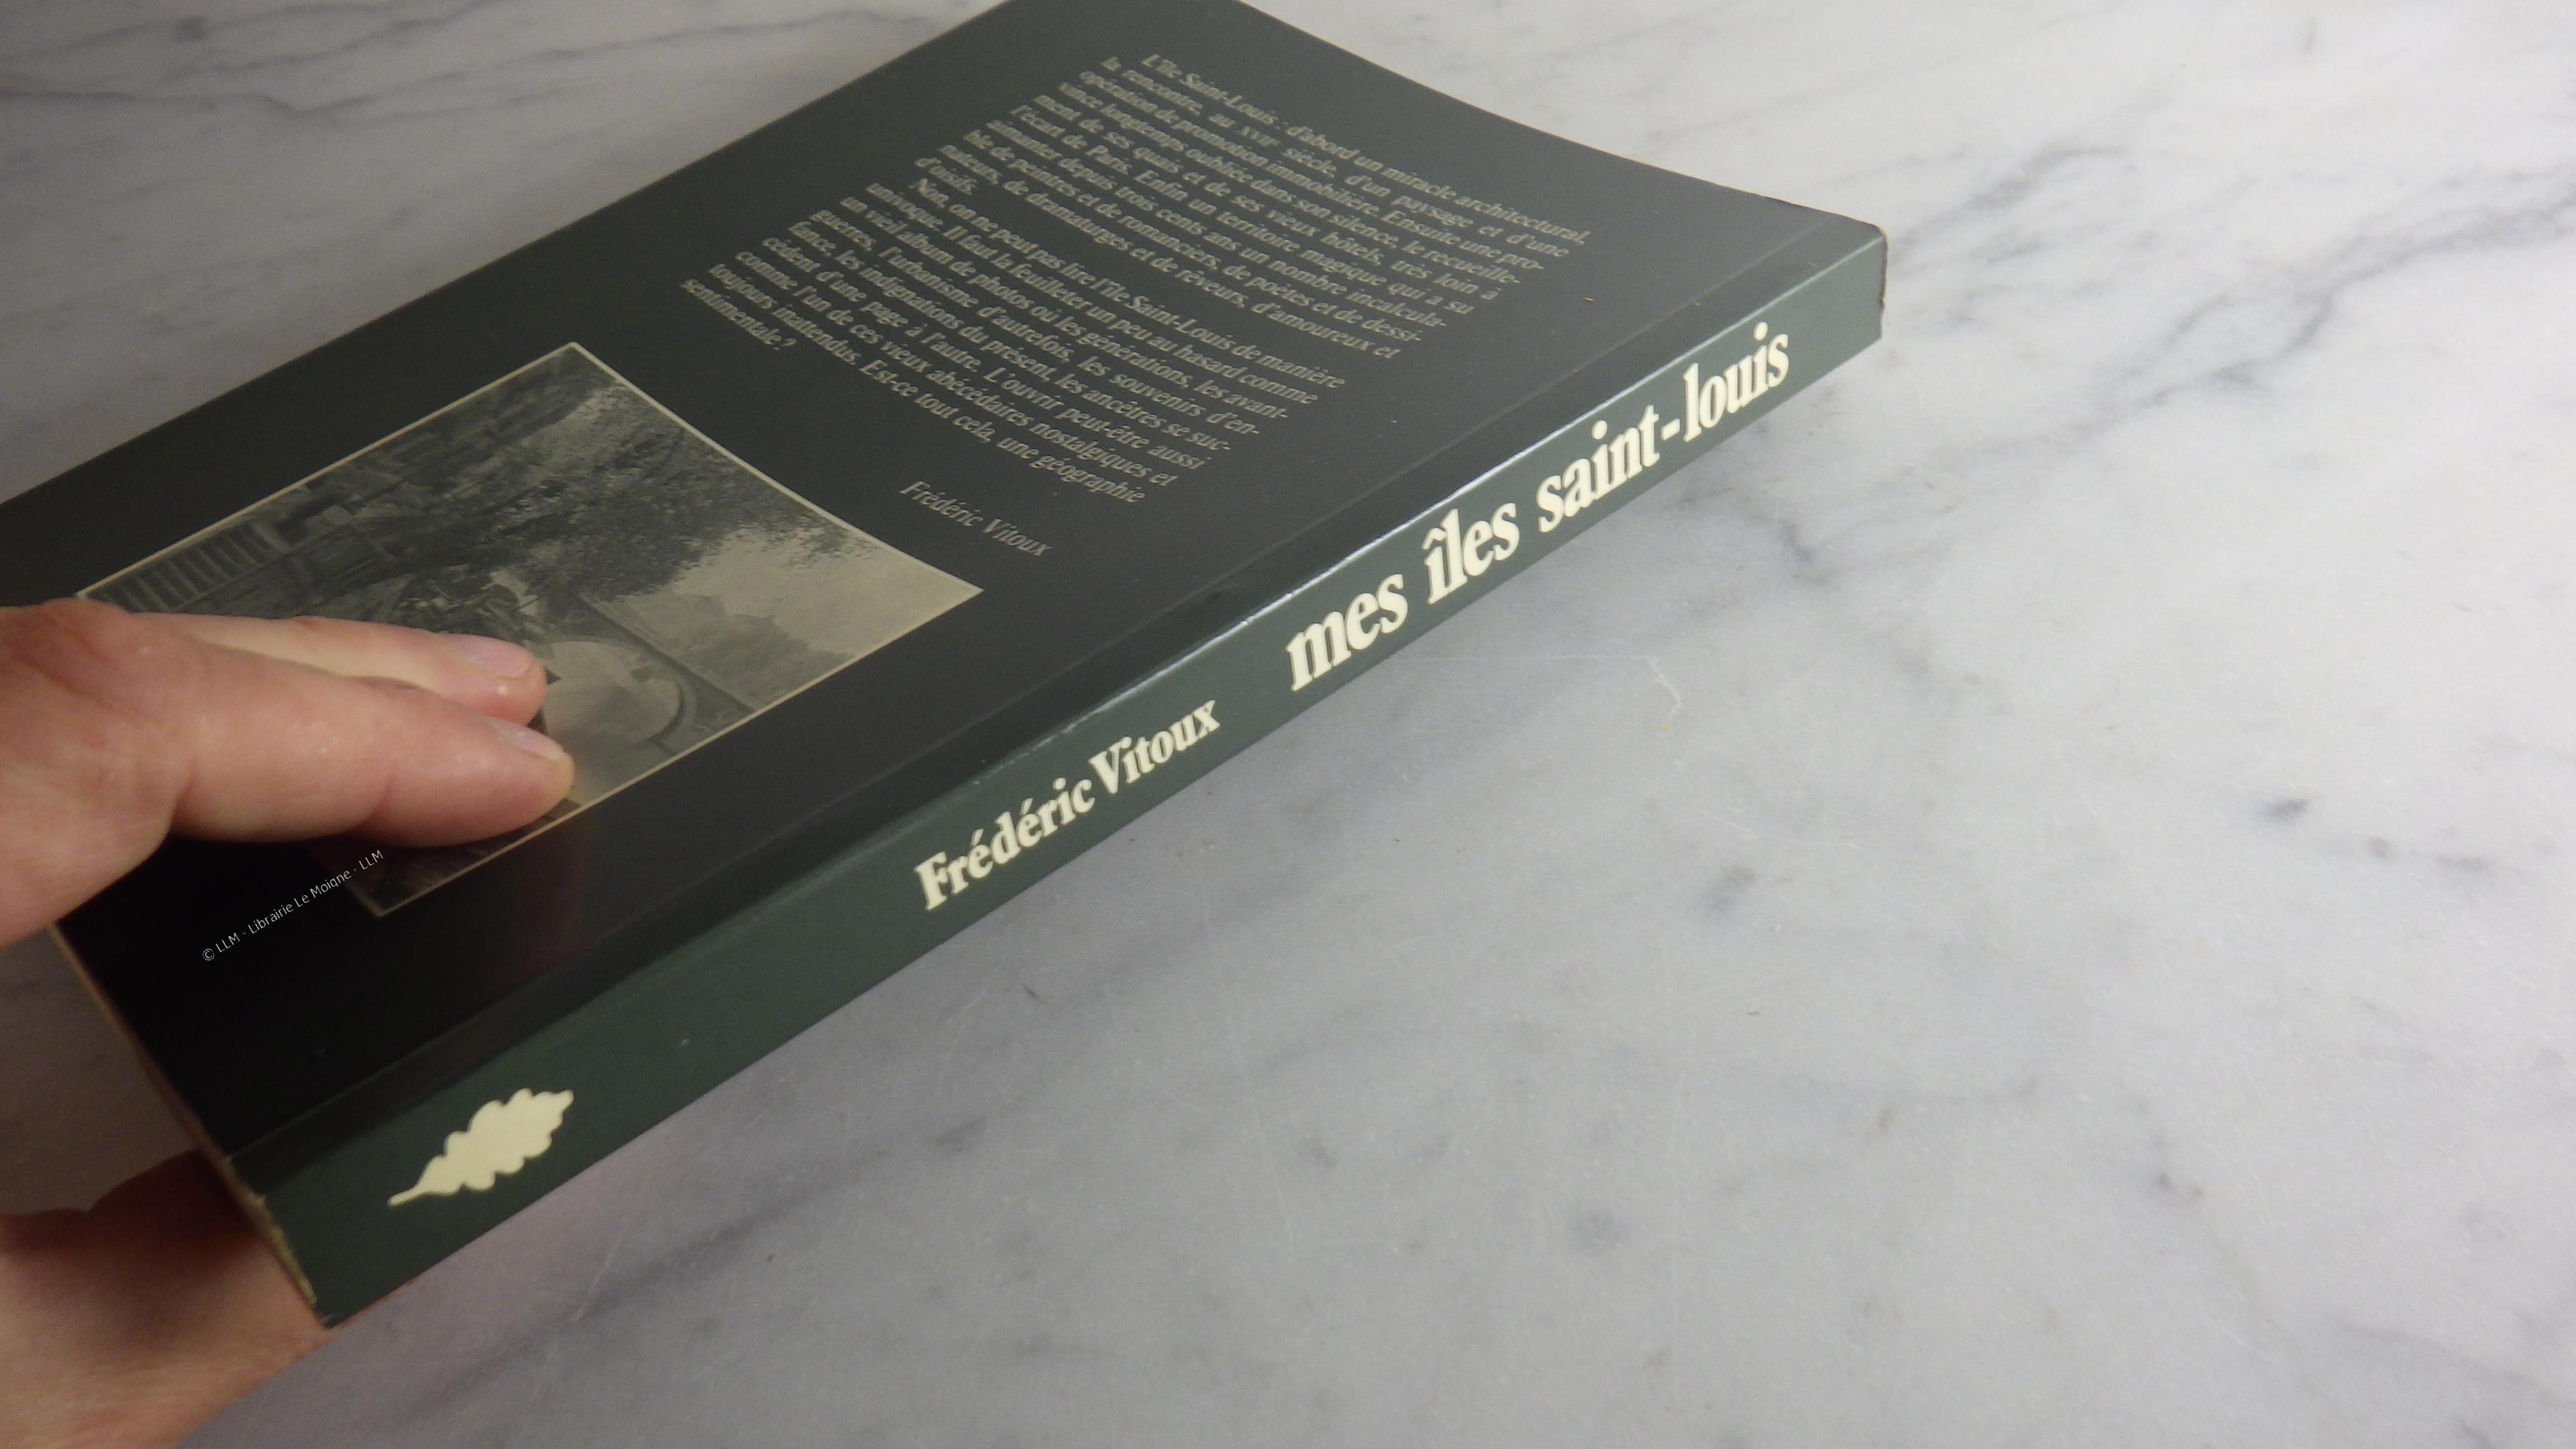 L'île Saint-Louis - d'abord un miracle architectural,
la rencontre, au XVIIe siècle, d'un paysage et d'une
opération de promotion immobilière. Ensuite une pro-
vince longtemps oubliée dans son silence, le recueille-
ment de ses quais et de ses vieux hôtels, très loin à
l'écart de Paris. Enfin un territoire magique qui a su
aimanter depuis trois cents ans un nombre incalcula-
ble de peintres et de romanciers, de poètes et de dessi-
nateurs, de dramaturges et de rêveurs, d'amoureux et
d'oisifs.
Non, on ne peut pas lire l'île Saint-Louis de manière
univoque. Il faut la feuilleter un peu au hasard comme
un vieil album de photos où les générations, les avant-
guerres, l'urbanisme d'autrefois, les souvenirs d'en-
fance, les indignations du présent, les ancêtres se suc-
cèdent d'une page à l'autre. L'ouvrir peut-être aussi
comme l'un de ces vieux abécédaires nostalgiques et
toujours inattendus. Est-ce tout cela, une géographie
sentimentale?
Frédéric Vitoux
Frédéric Vitoux mes îles saint-louis
© LLM - Librairie Le Moigne - LLM